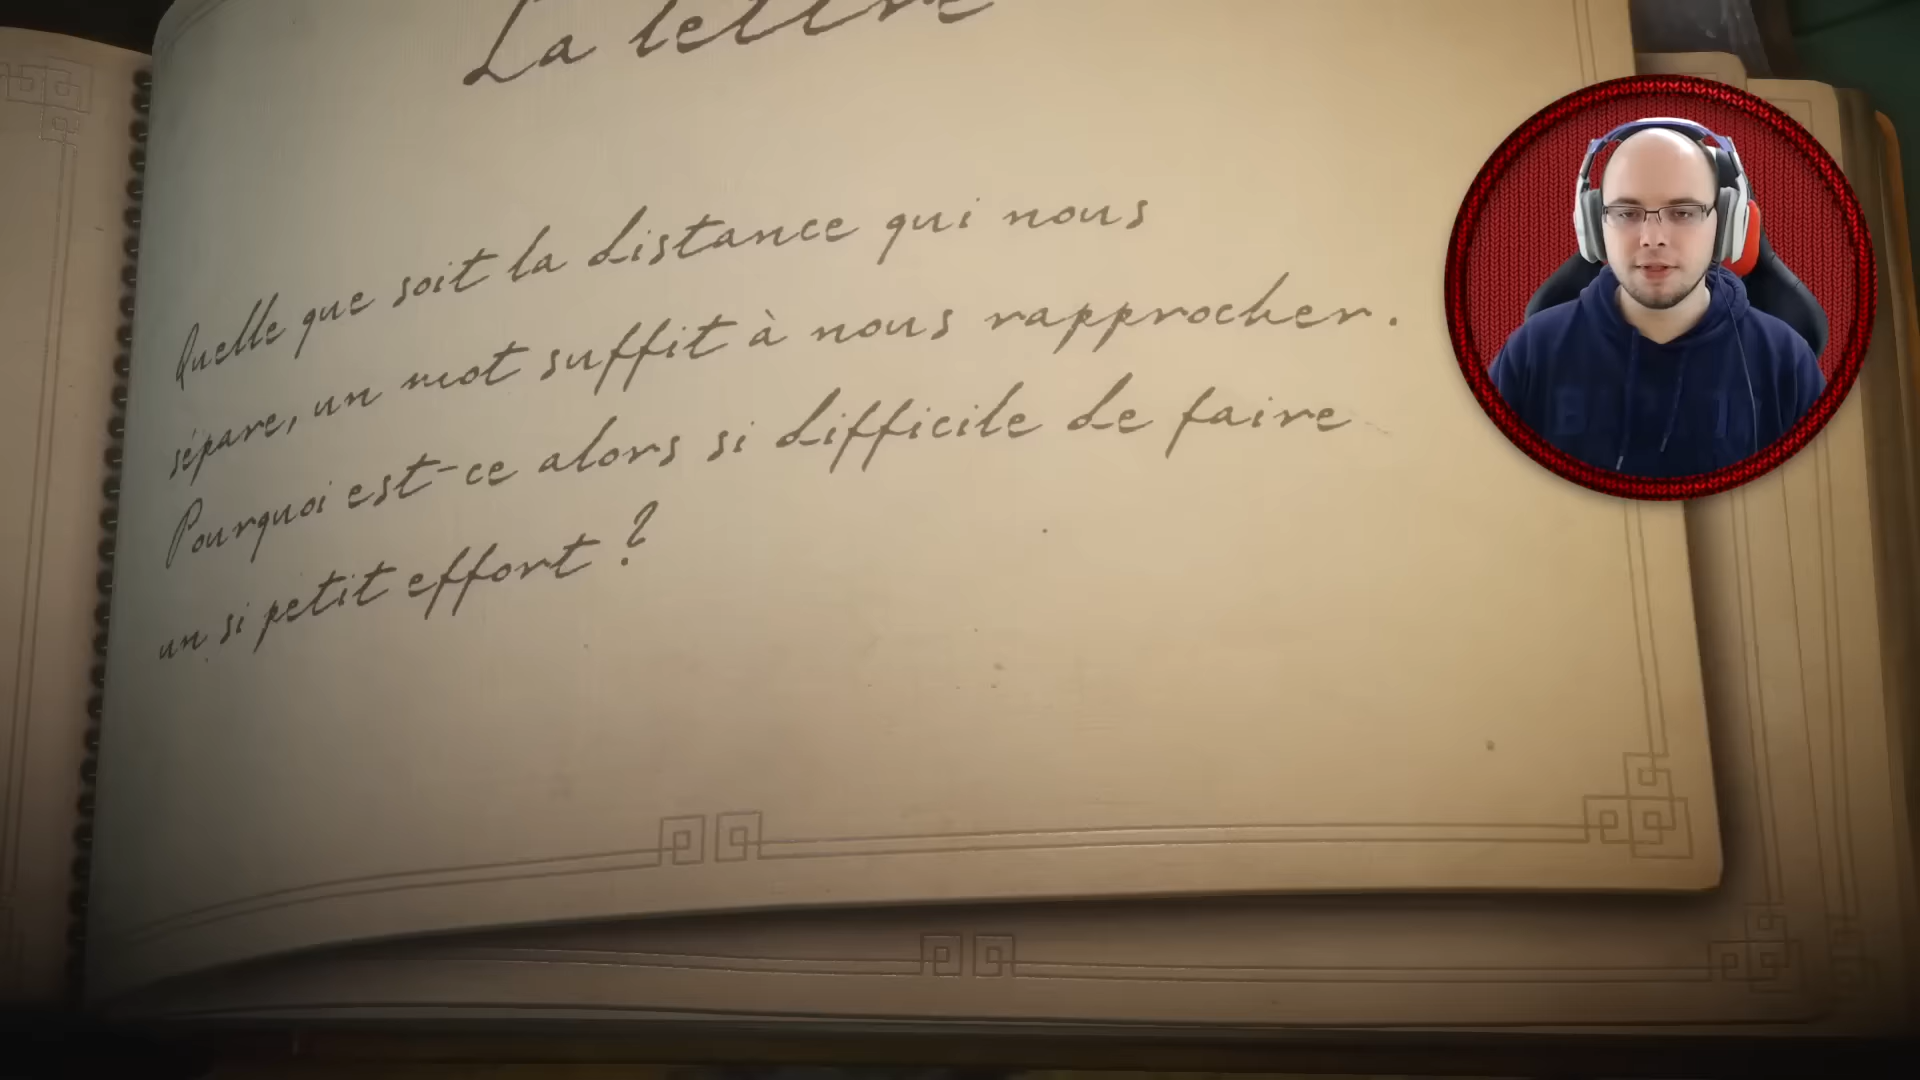 La lettre
Quelle que soit la distance qui nous
sépare, un mot suffit à nous rapprocher.
Pourquoi est-ce alors si difficile de faire
un si petit effort ?